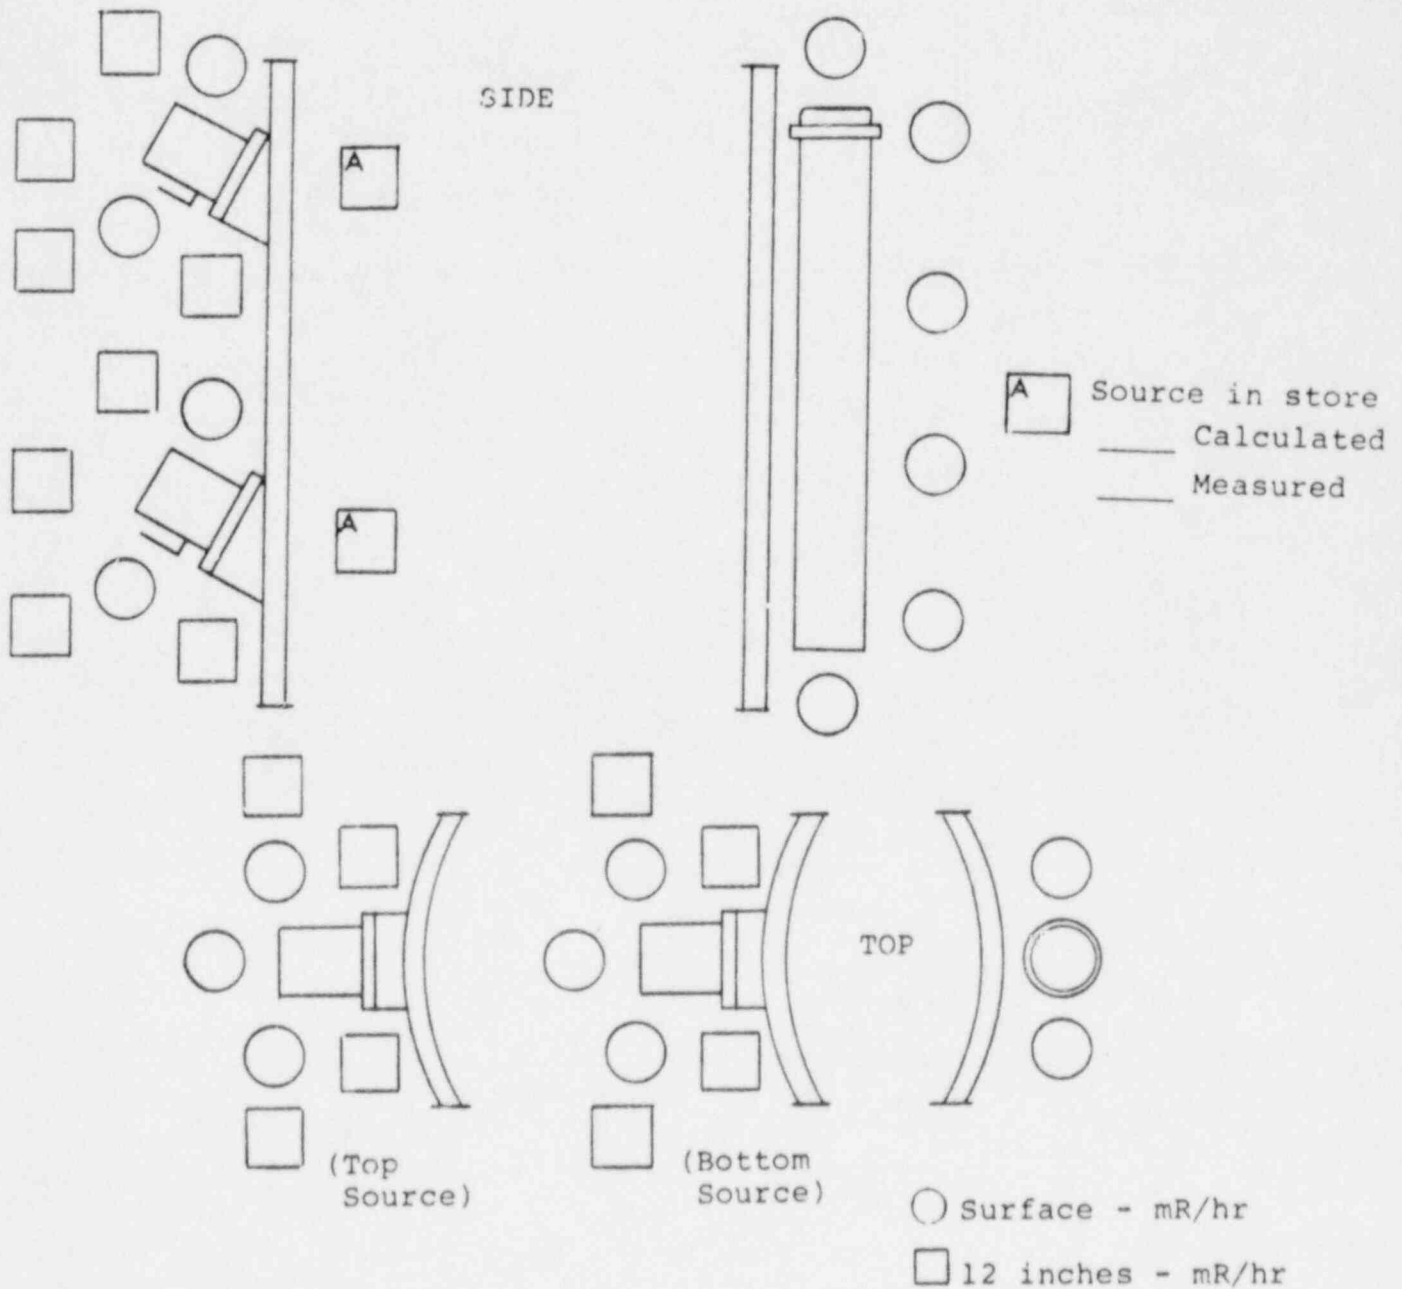 SIDE
A
A
A
Source in store
Calculated
Measured
TOP
(Top
Source)
(Bottom
Source)
Surface - mR/hr
12 inches - mR/hr